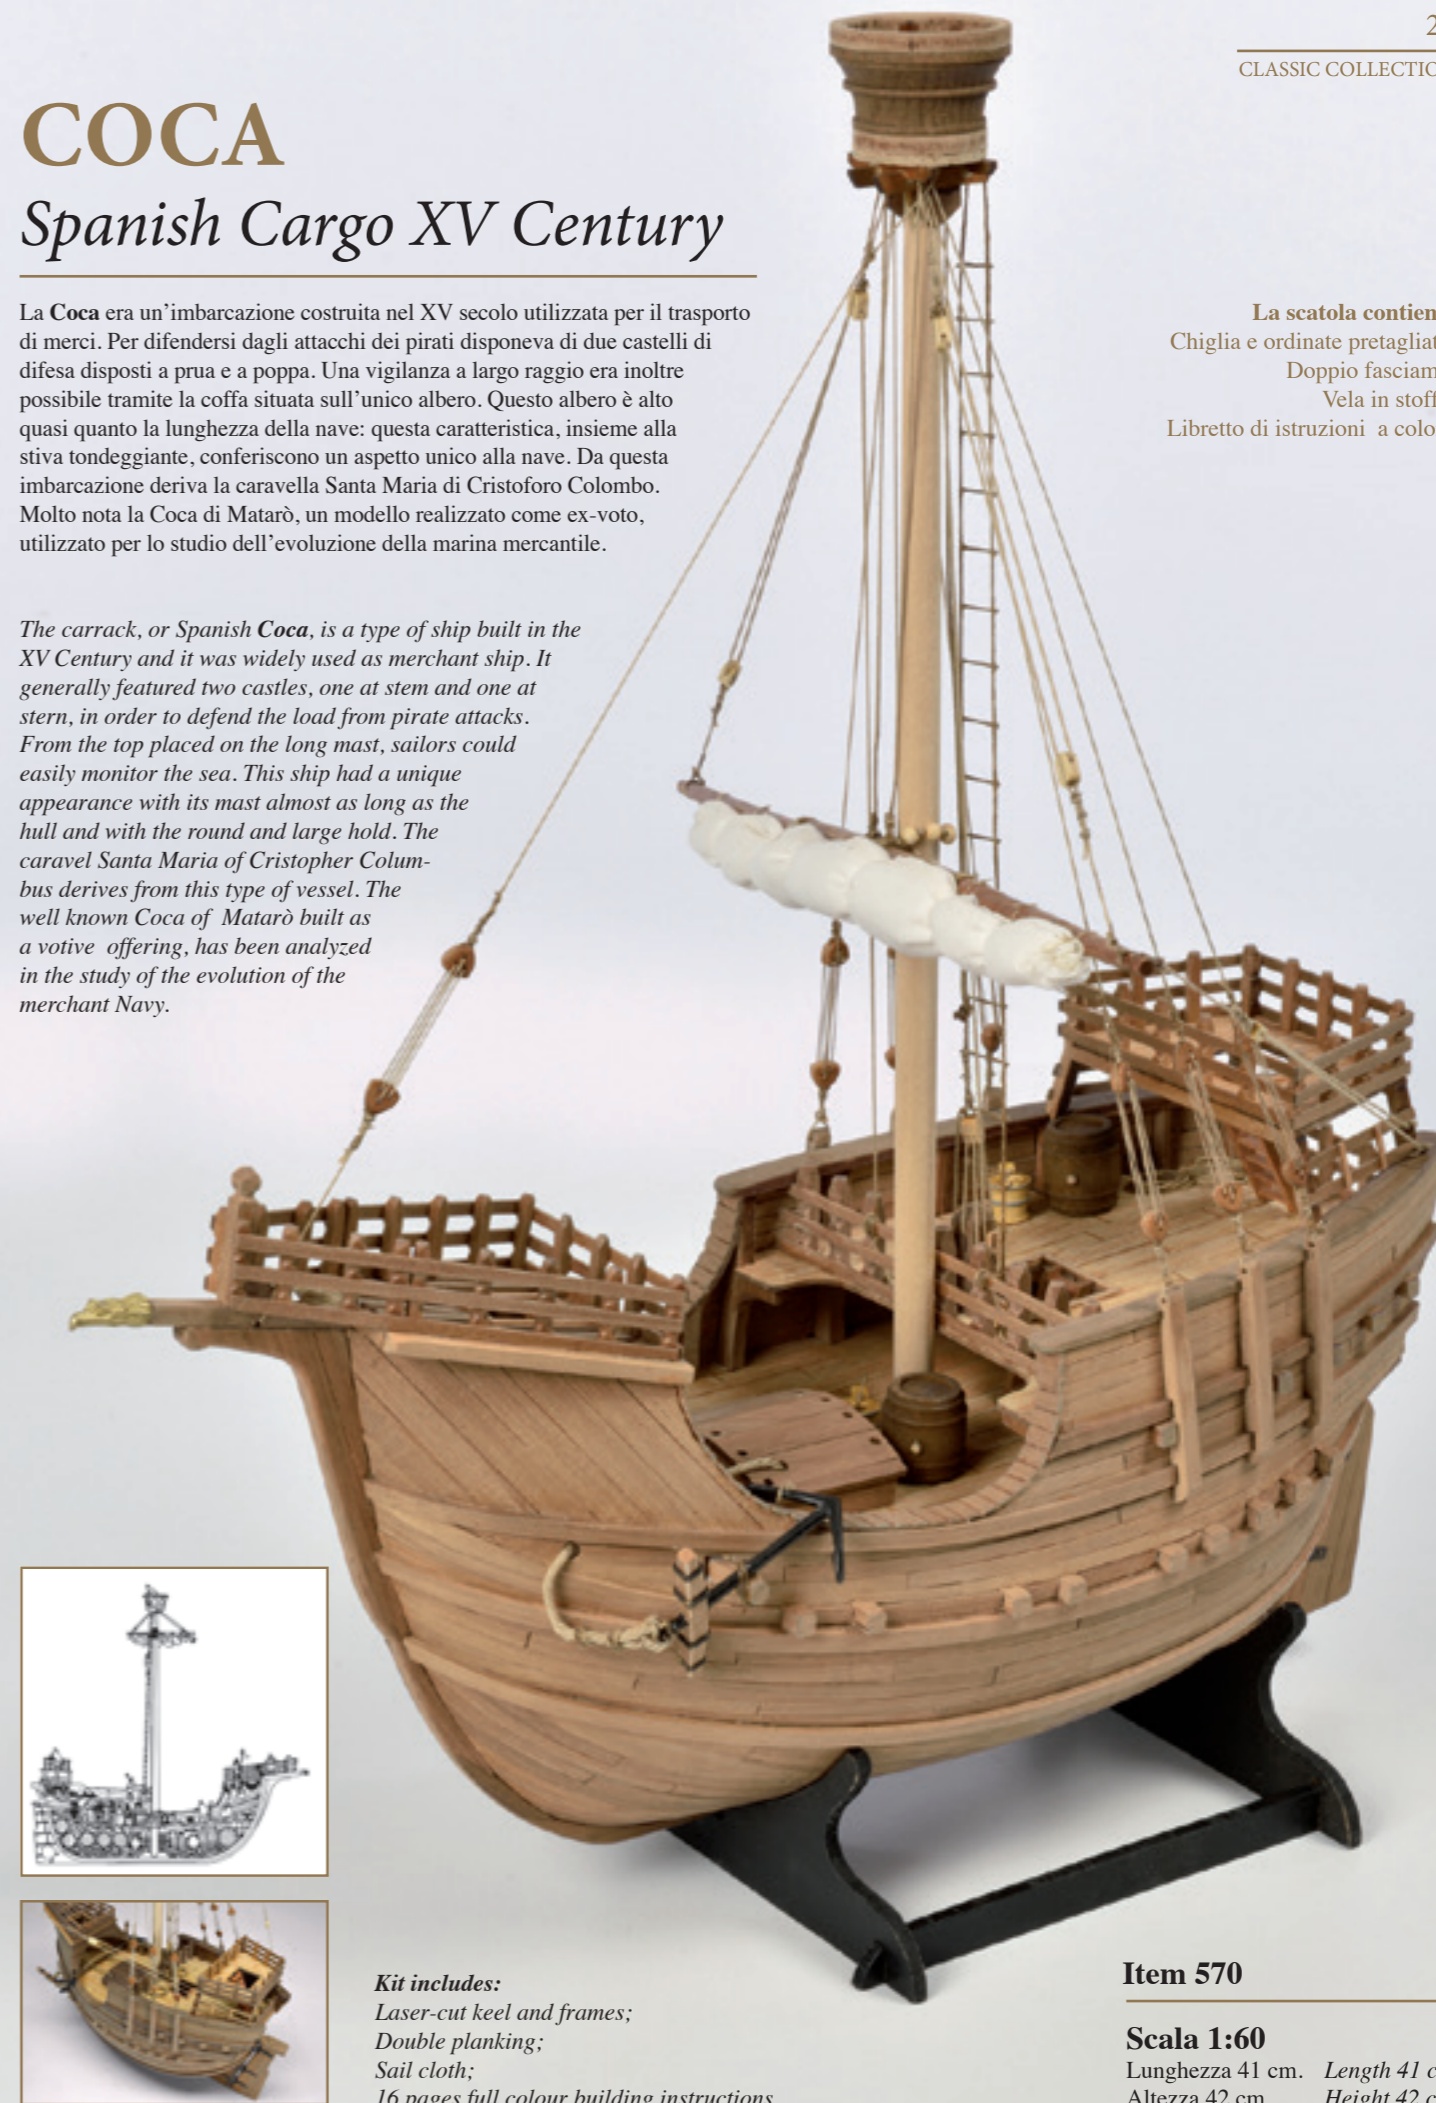 2
CLASSIC COLLECTIO
COCA
Spanish Cargo XV Century
La Coca era un'imbarcazione costruita nel XV secolo utilizzata per il trasporto
di merci. Per difendersi dagli attacchi dei pirati disponeva di due castelli di
difesa disposti a prua e a poppa. Una vigilanza a largo raggio era inoltre
possibile tramite la coffa situata sull'unico albero. Questo albero è alto
quasi quanto la lunghezza della nave: questa caratteristica, insieme alla
stiva tondeggiante, conferiscono un aspetto unico alla nave. Da questa
imbarcazione deriva la caravella Santa Maria di Cristoforo Colombo.
Molto nota la Coca di Matarò, un modello realizzato come ex-voto,
utilizzato per lo studio dell'evoluzione della marina mercantile.
La scatola contien
Chiglia e ordinate pretagliat
Doppio fasciam
Vela in stoff
Libretto di istruzioni a colo
The carrack, or Spanish Coca, is a type of ship built in the
XV Century and it was widely used as merchant ship. It
generally featured two castles, one at stem and one at
stern, in order to defend the load from pirate attacks.
From the top placed on the long mast, sailors could
easily monitor the sea. This ship had a unique
appearance with its mast almost as long as the
hull and with the round and large hold. The
caravel Santa Maria of Cristopher Colum-
bus derives from this type of vessel. The
well known Coca of Matarò built as
a votive offering, has been analyzed
in the study of the evolution of the
merchant Navy.
Kit includes:
Laser-cut keel and frames;
Double planking;
Sail cloth;
16 pages full colour building instructions
Item 570
Scala 1:60
Lunghezza 41 cm. Length 41 c
Altezza 42 cm Height 42 c